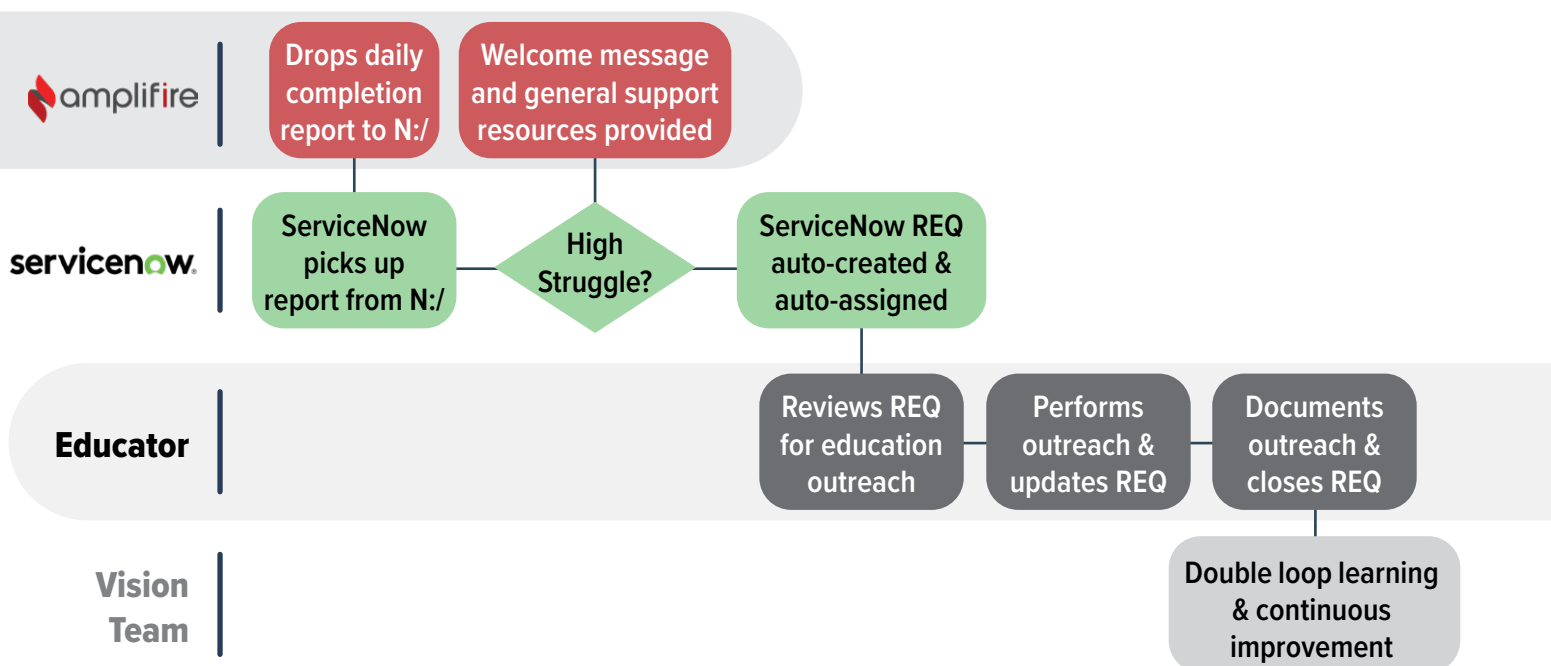 amplifire
Drops daily
completion
report to N:/
Welcome message
and general support
resources provided
servicenow.
ServiceNow
picks up
report from N:/
High
Struggle?
ServiceNow REQ
auto-created &
auto-assigned
Educator
Reviews REQ
for education
outreach
Performs
outreach &
updates REQ
Documents
outreach &
closes REQ
Vision
Team
Double loop learning
& continuous
improvement